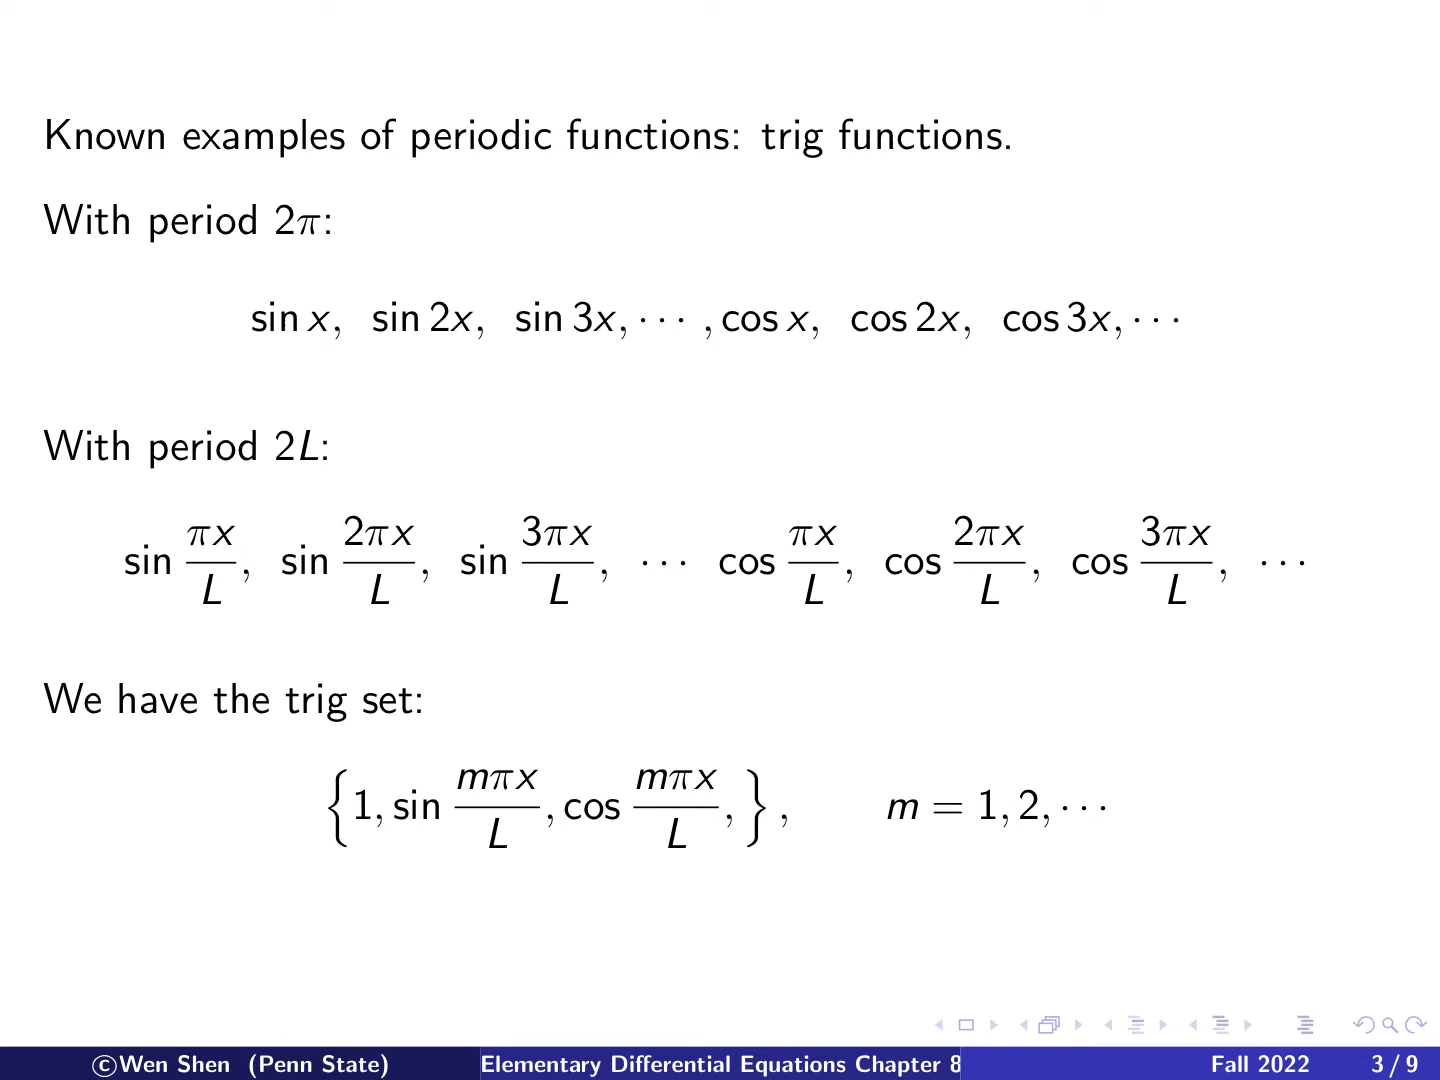 Known examples of periodic functions: trig functions.
With period 2π:
sin x, sin 2x, sin 3x, ⋯ , cos x, cos 2x, cos 3x, ⋯
With period 2L:
sin πx/L, sin 2πx/L, sin 3πx/L, ⋯ cos πx/L, cos 2πx/L, cos 3πx/L, ⋯
We have the trig set:
{1, sin mπx/L, cos mπx/L, }, m = 1, 2, ⋯
©Wen Shen (Penn State) Elementary Differential Equations Chapter 8 Fall 2022 3 / 9